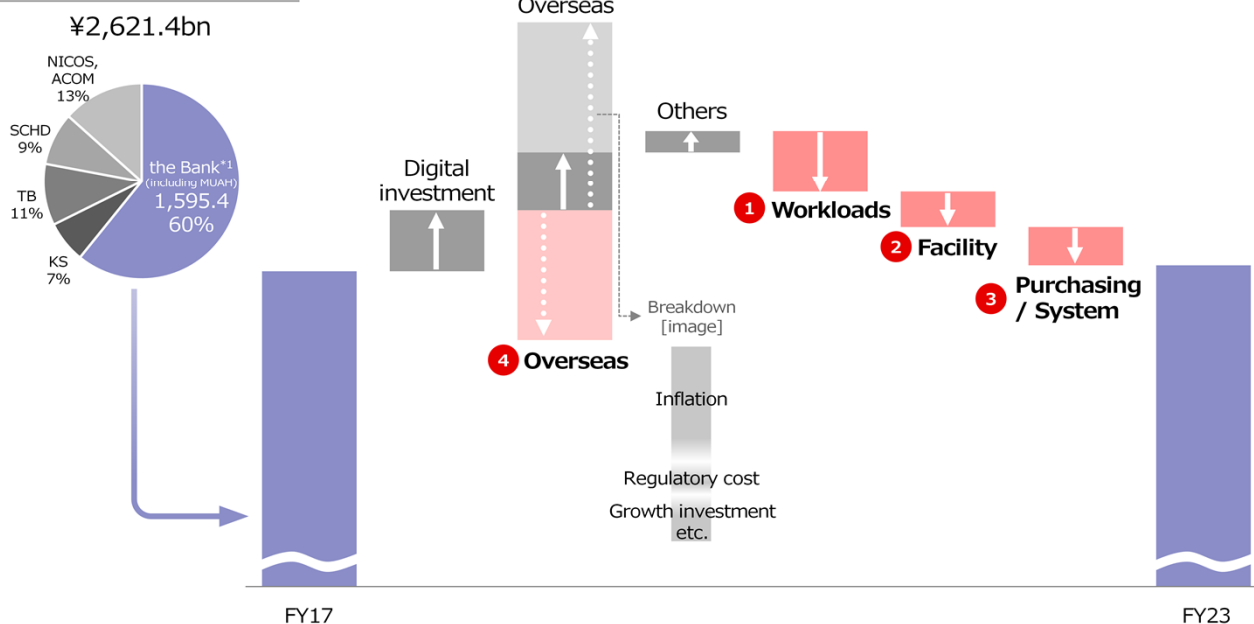 ¥2,621.4bn
NICOS,
ACOM
13%
SCHD
9%
TB
11%
KS
7%
the Bank*1
(including MUAH)
1,595.4
60%
Digital
investment
Overseas
Others
1 Workloads
2 Facility
3 Purchasing
/ System
4 Overseas
Breakdown
[image]
Inflation
Regulatory cost
Growth investment
etc.
FY17
FY23